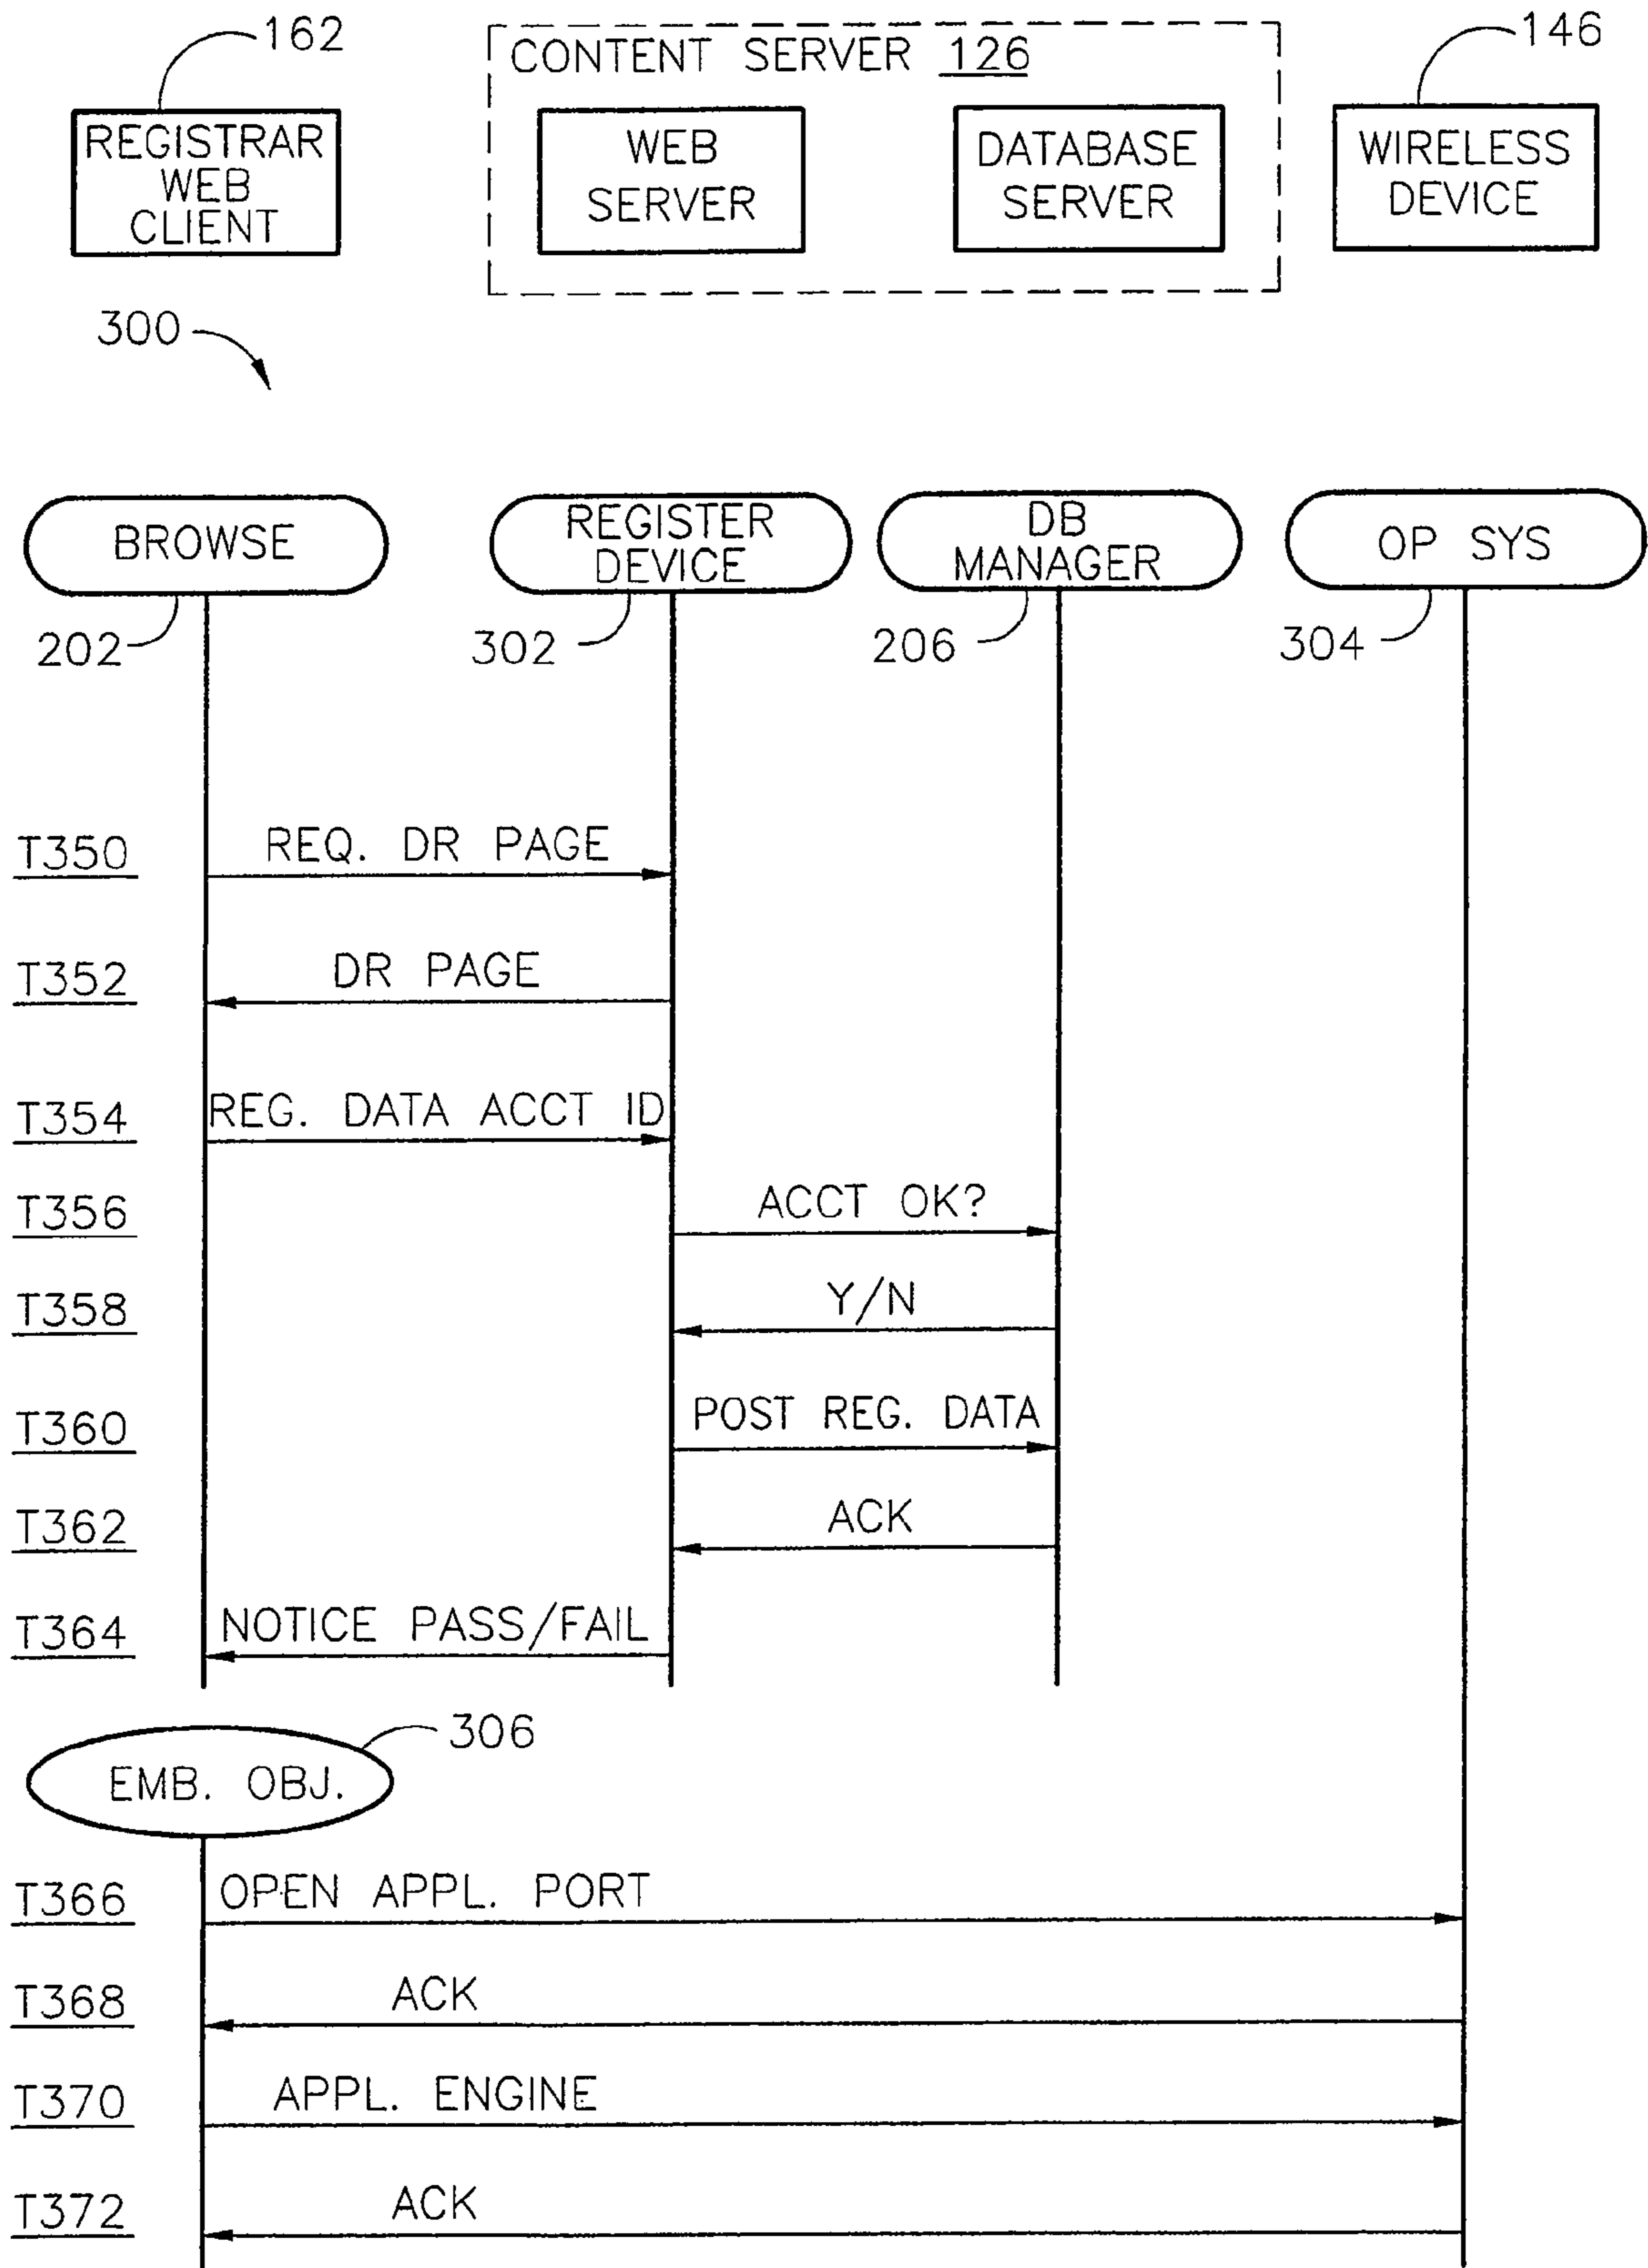 162
CONTENT SERVER 126
146
REGISTRAR
WEB
CLIENT
WEB
SERVER
DATABASE
SERVER
WIRELESS
DEVICE
300
BROWSE
REGISTER
DEVICE
DB
MANAGER
OP SYS
202
302
206
304
T350
REQ. DR PAGE
T352
DR PAGE
T354
REG. DATA ACCT ID
T356
ACCT OK?
T358
Y/N
T360
POST REG. DATA
T362
ACK
T364
NOTICE PASS/FAIL
306
EMB. OBJ.
T366
OPEN APPL. PORT
T368
ACK
T370
APPL. ENGINE
T372
ACK